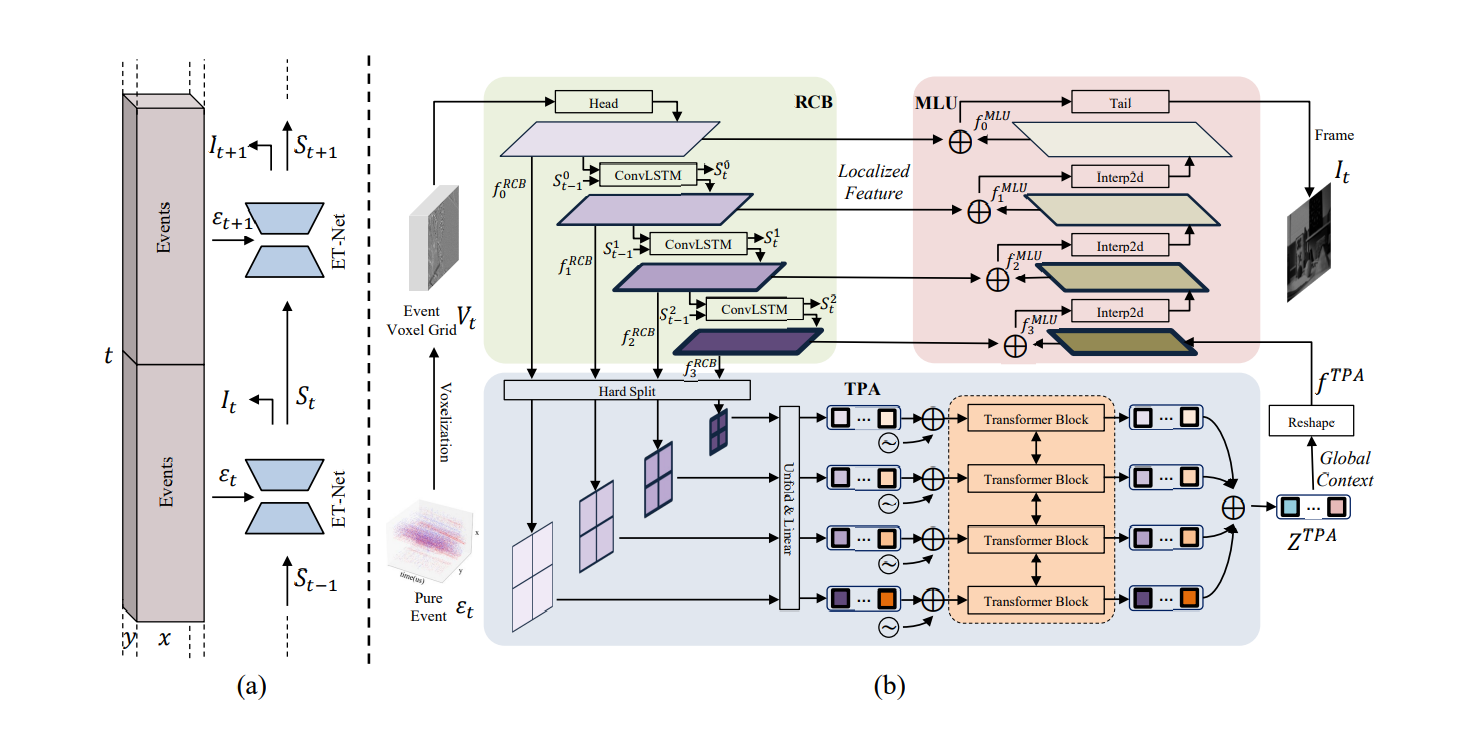 I_{t+1}
S_{t+1}
Events
ε_{t+1}
ET-Net
t
I_t
S_t
Events
ε_t
ET-Net
S_{t-1}
y
x
(a)
RCB
Head
f_0^{RCB}
S_{t-1}^0
ConvLSTM
S_t^0
f_1^{RCB}
S_{t-1}^1
ConvLSTM
S_t^1
f_2^{RCB}
S_{t-1}^2
ConvLSTM
S_t^2
f_3^{RCB}
Event
Voxel Grid
V_t
Voxelization
x
y
time(us)
Pure
Event
ε_t
Localized
Feature
MLU
Tail
f_0^{MLU}
Interp2d
f_1^{MLU}
Interp2d
f_2^{MLU}
Interp2d
f_3^{MLU}
Frame
I_t
TPA
Hard Split
Unfold & Linear
...
~
Transformer Block
...
...
~
Transformer Block
...
...
~
Transformer Block
...
...
~
Transformer Block
...
f^{TPA}
Reshape
Global
Context
...
Z^{TPA}
(b)